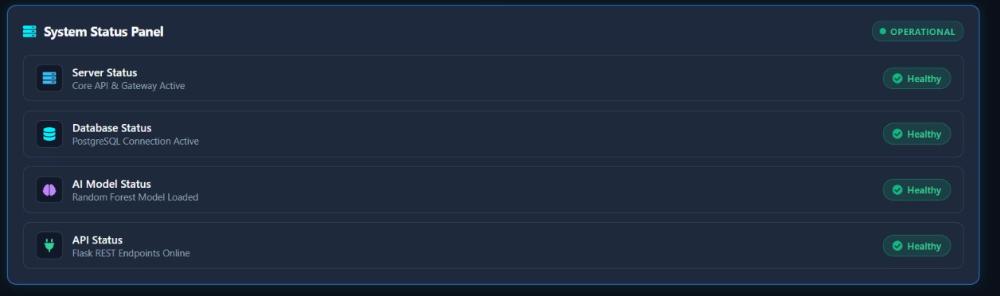 System Status Panel
OPERATIONAL
Server Status
Core API & Gateway Active
Healthy
Database Status
PostgreSQL Connection Active
Healthy
AI Model Status
Random Forest Model Loaded
Healthy
API Status
Flask REST Endpoints Online
Healthy